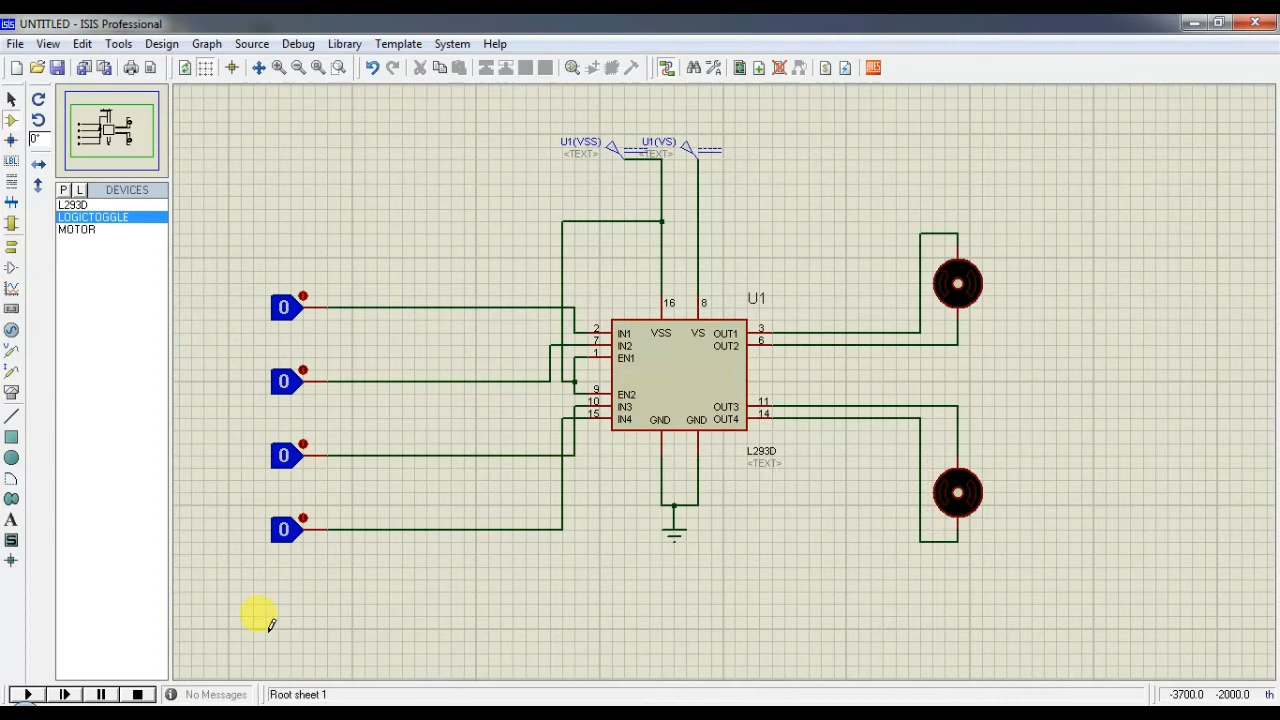 UNTITLED - ISIS Professional
File View Edit Tools Design Graph Source Debug Library Template System Help
0°
LBL
P L DEVICES
L293D
LOGICTOGGLE
MOTOR
A
S
ARES
U1(VSS) U1(VS)
<TEXT> <TEXT>
16 8 U1
0
0
0
0
2 IN1 VSS VS OUT1 3
7 IN2 OUT2 6
1 EN1
9 EN2
10 IN3 OUT3 11
15 IN4 GND GND OUT4 14
L293D
<TEXT>
No Messages Root sheet 1 -3700.0 -2000.0 th